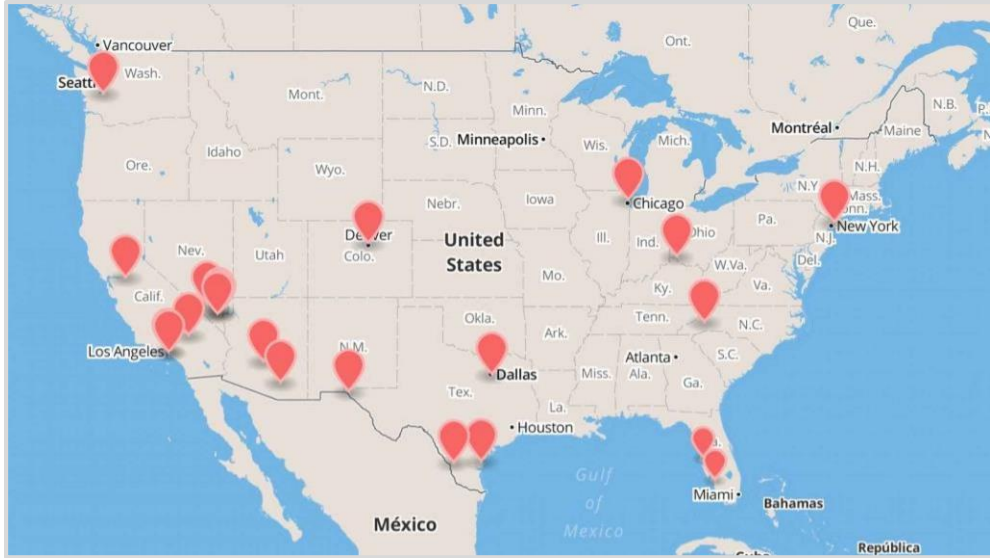 Vancouver
Wash.
Mont.
N.D.
Ont.
Que.
N.B.
Minn.
Ore.
Idaho
S.D.
Minneapolis
Wis.
Mich.
Montréal
Maine
Wyo.
N.H.
N.Y
Mass.
Nebr.
Iowa
Chicago
Pa.
New York
N.J.
Nev.
Utah
Colo.
United
States
Ill.
Ind.
Ohio
Del.
Calif.
Mo.
W.Va.
Va.
Ky.
Okla.
Ark.
Tenn.
N.C.
Los Angeles
N.M.
Dallas
Atlanta
S.C.
Tex.
Miss.
Ala.
Ga.
La.
Houston
Gulf
of
Mexico
Miami
Bahamas
México
República